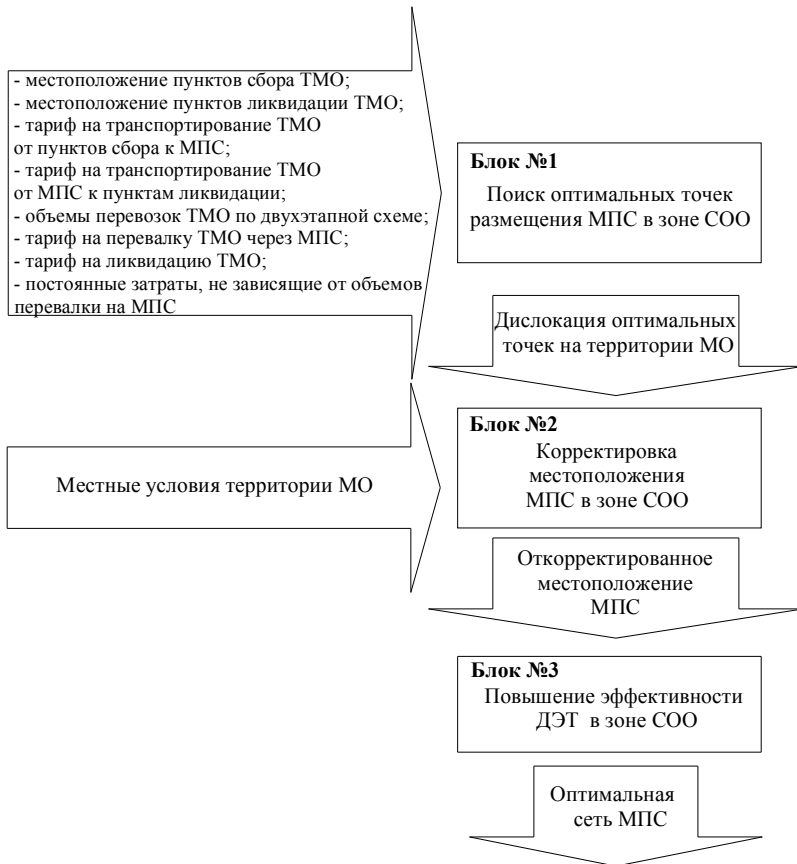 - местоположение пунктов сбора ТМО;
- местоположение пунктов ликвидации ТМО;
- тариф на транспортирование ТМО
от пунктов сбора к МПС;
- тариф на транспортирование ТМО
от МПС к пунктам ликвидации;
- объемы перевозок ТМО по двухэтапной схеме;
- тариф на перевалку ТМО через МПС;
- тариф на ликвидацию ТМО;
- постоянные затраты, не зависящие от объемов
перевалки на МПС
Блок №1
Поиск оптимальных точек
размещения МПС в зоне СОО
Дислокация оптимальных
точек на территории МО
Местные условия территории МО
Блок №2
Корректировка
местоположения
МПС в зоне СОО
Откорректированное
местоположение
МПС
Блок №3
Повышение эффективности
ДЭТ в зоне СОО
Оптимальная
сеть МПС